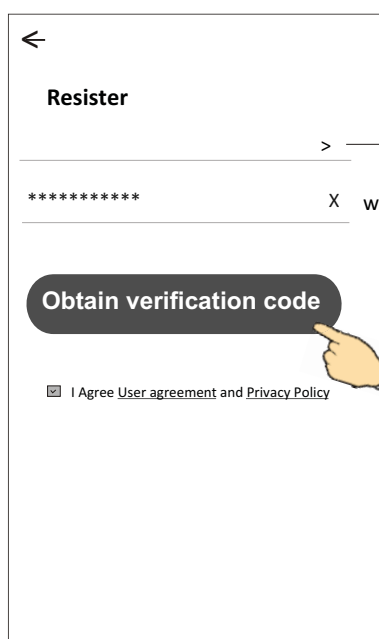 Resister
>
*********** X w
Obtain verification code
I Agree User agreement and Privacy Policy